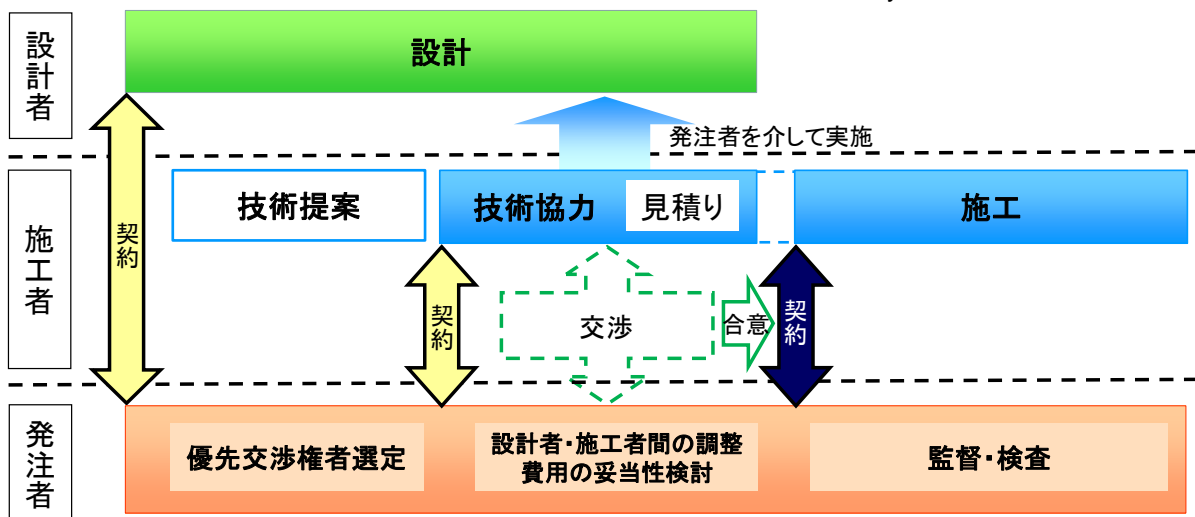 設計者
設計
発注者を介して実施
施工者
技術提案
技術協力
見積り
施工
契約
契約
交渉
合意
契約
発注者
優先交渉権者選定
設計者・施工者間の調整
費用の妥当性検討
監督・検査